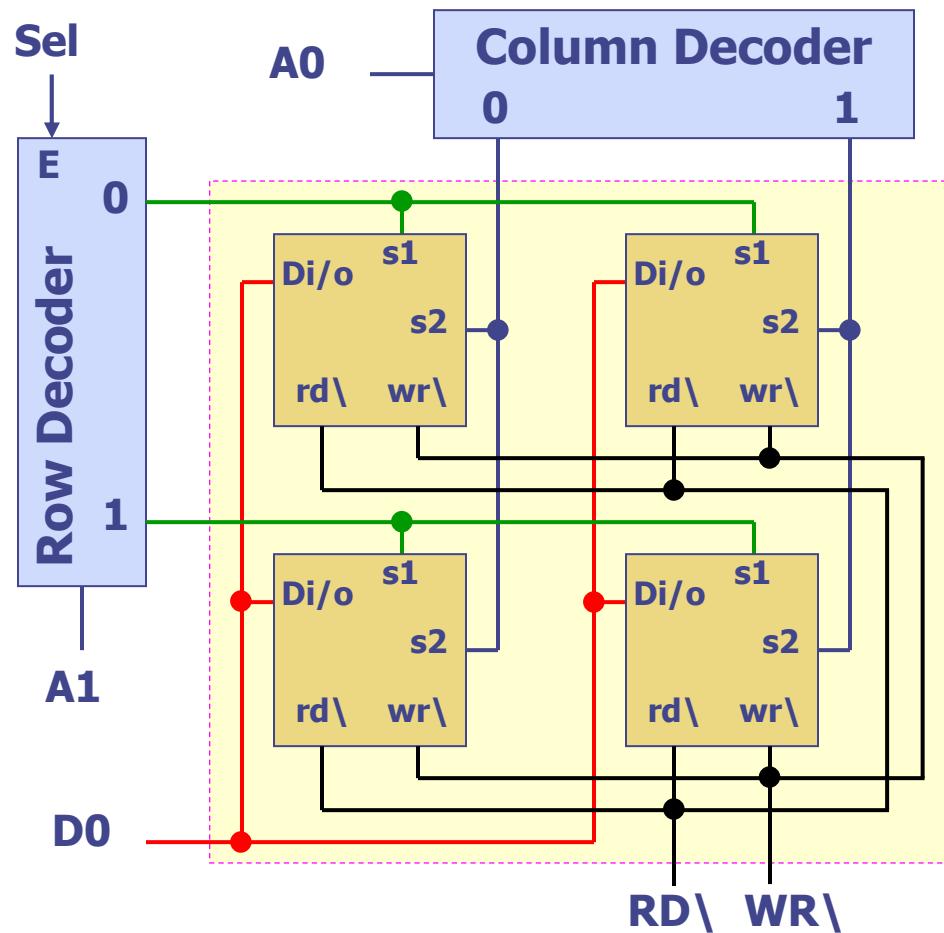 Sel
A0
Column Decoder
0 1
E
0
Row Decoder
1
A1
s1
Di/o
s2
rd\ wr\
s1
Di/o
s2
rd\ wr\
s1
Di/o
s2
rd\ wr\
s1
Di/o
s2
rd\ wr\
D0
RD\ WR\